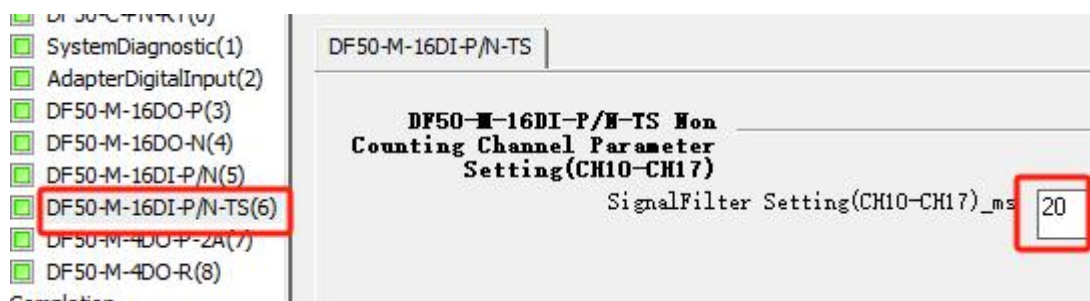 SystemDiagnostic(1)
AdapterDigitalInput(2)
DF50-M-16DO-P(3)
DF50-M-16DO-N(4)
DF50-M-16DI-P/N(5)
DF50-M-16DI-P/N-TS(6)
DF50-M-4DO-P-2A(7)
DF50-M-4DO-R(8)
DF50-M-16DI-P/N-TS
DF50-M-16DI-P/N-TS Non
Counting Channel Parameter
Setting(CH10-CH17)
SignalFilter Setting(CH10-CH17)_ms
20